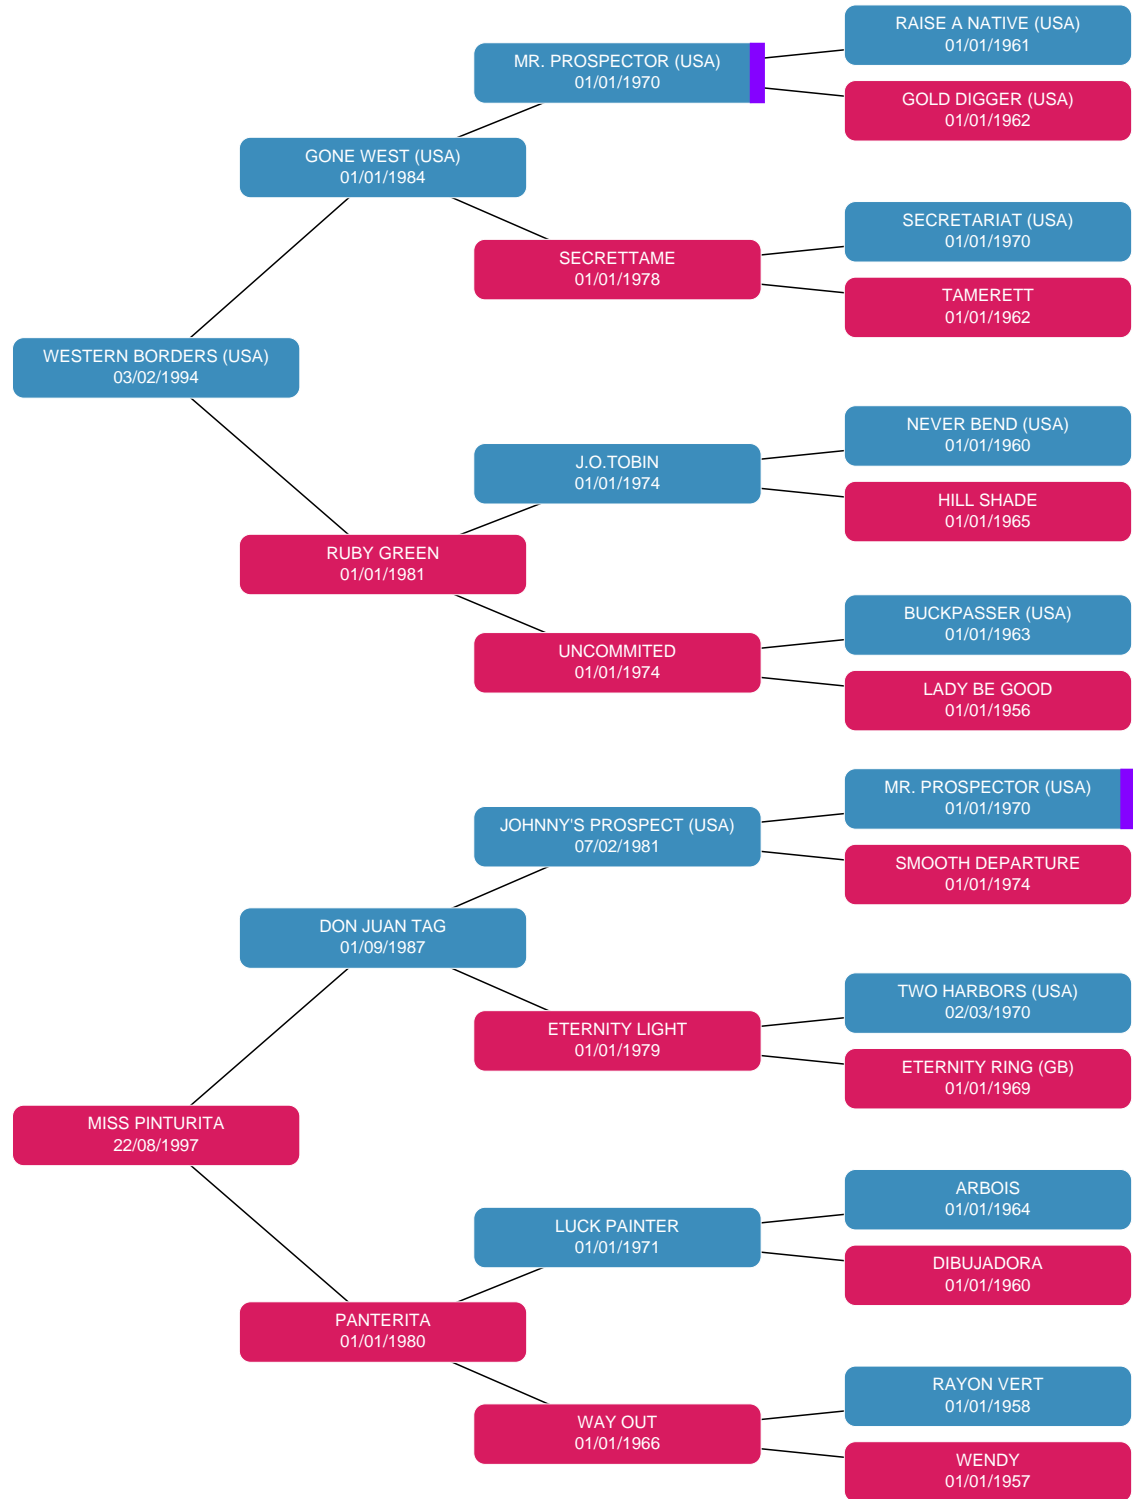 RAISE A NATIVE (USA)
01/01/1961
MR. PROSPECTOR (USA)
01/01/1970
GOLD DIGGER (USA)
01/01/1962
GONE WEST (USA)
01/01/1984
SECRETARIAT (USA)
01/01/1970
SECRETTAME
01/01/1978
TAMERETT
01/01/1962
WESTERN BORDERS (USA)
03/02/1994
NEVER BEND (USA)
01/01/1960
J.O.TOBIN
01/01/1974
HILL SHADE
01/01/1965
RUBY GREEN
01/01/1981
BUCKPASSER (USA)
01/01/1963
UNCOMMITED
01/01/1974
LADY BE GOOD
01/01/1956
MR. PROSPECTOR (USA)
01/01/1970
JOHNNY'S PROSPECT (USA)
07/02/1981
SMOOTH DEPARTURE
01/01/1974
DON JUAN TAG
01/09/1987
TWO HARBORS (USA)
02/03/1970
ETERNITY LIGHT
01/01/1979
ETERNITY RING (GB)
01/01/1969
MISS PINTURITA
22/08/1997
ARBOIS
01/01/1964
LUCK PAINTER
01/01/1971
DIBUJADORA
01/01/1960
PANTERITA
01/01/1980
RAYON VERT
01/01/1958
WAY OUT
01/01/1966
WENDY
01/01/1957